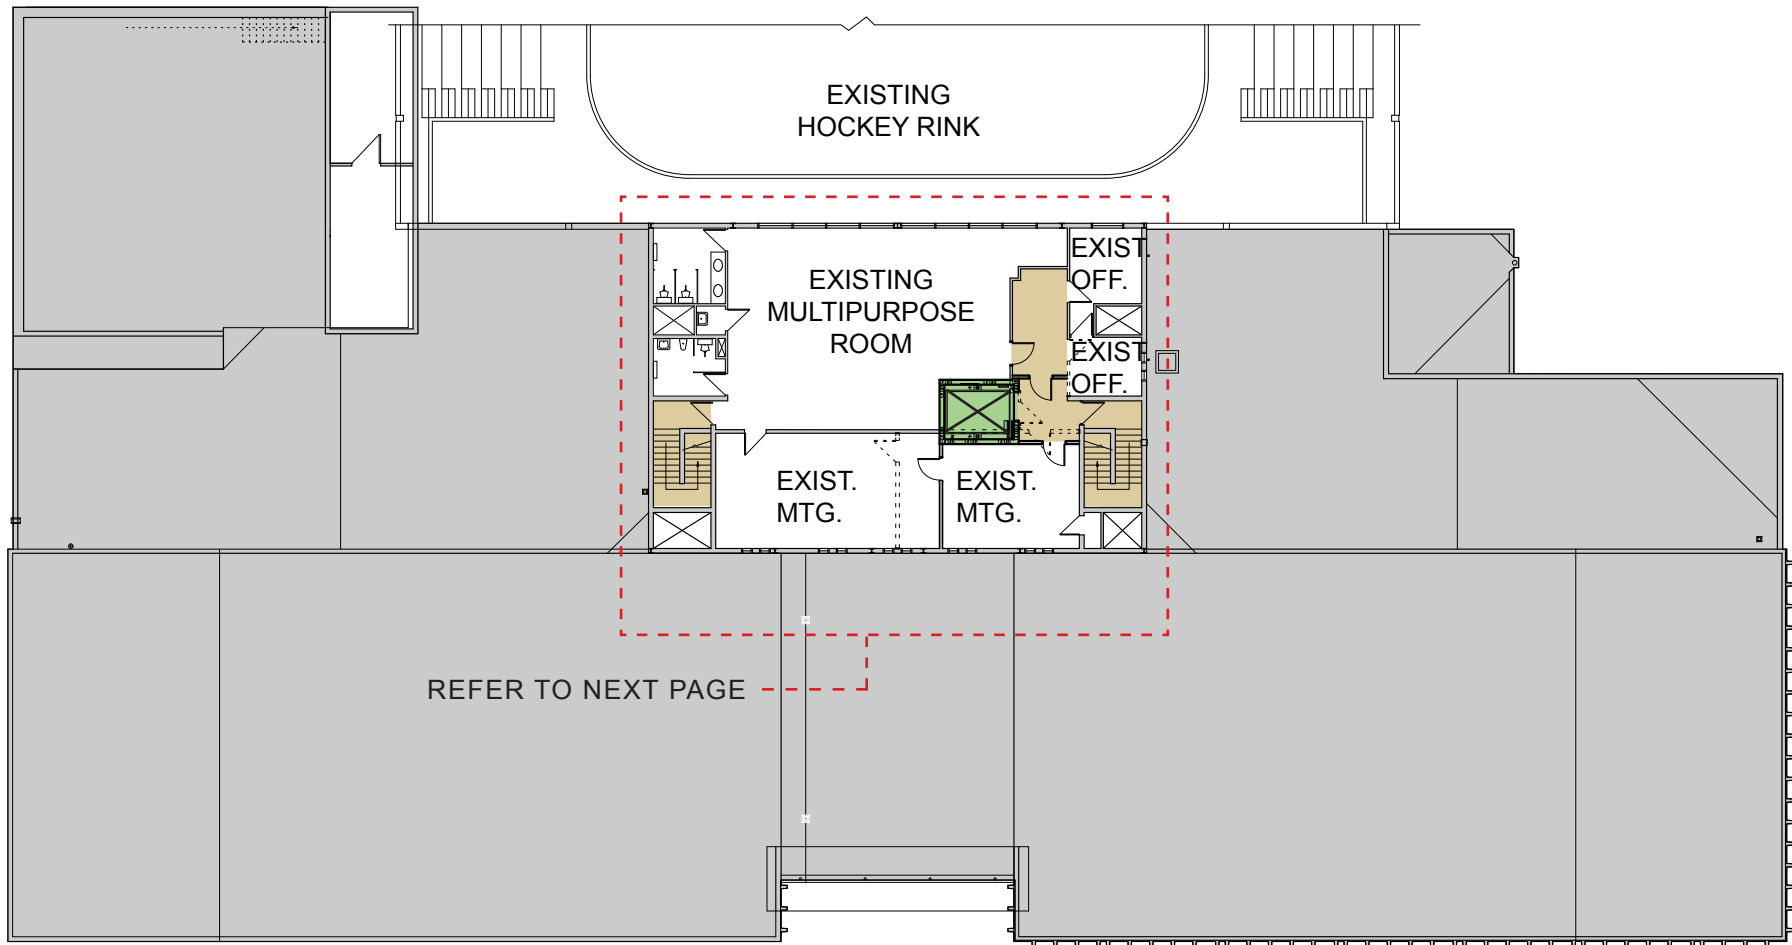 EXISTING
HOCKEY RINK
EXIST.
OFF.
EXISTING
MULTIPURPOSE
ROOM
EXIST.
OFF.
EXIST.
MTG.
EXIST.
MTG.
REFER TO NEXT PAGE